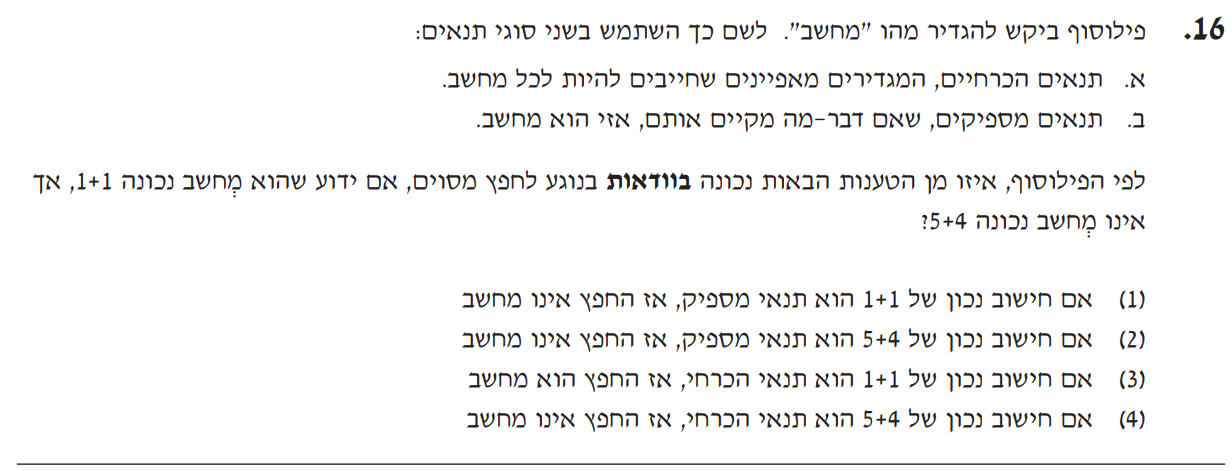 16. פילוסוף ביקש להגדיר מהו "מחשב". לשם כך השתמש בשני סוגי תנאים:
א. תנאים הכרחיים, המגדירים מאפיינים שחייבים להיות לכל מחשב.
ב. תנאים מספיקים, שאם דבר-מה מקיים אותם, אזי הוא מחשב.
לפי הפילוסוף, איזו מן הטענות הבאות נכונה בוודאות בנוגע לחפץ מסוים, אם ידוע שהוא מְחשב נכונה 1+1, אך
אינו מְחשב נכונה 5+4?
(1) אם חישוב נכון של 1+1 הוא תנאי מספיק, אז החפץ אינו מחשב
(2) אם חישוב נכון של 5+4 הוא תנאי מספיק, אז החפץ אינו מחשב
(3) אם חישוב נכון של 1+1 הוא תנאי הכרחי, אז החפץ הוא מחשב
(4) אם חישוב נכון של 5+4 הוא תנאי הכרחי, אז החפץ אינו מחשב